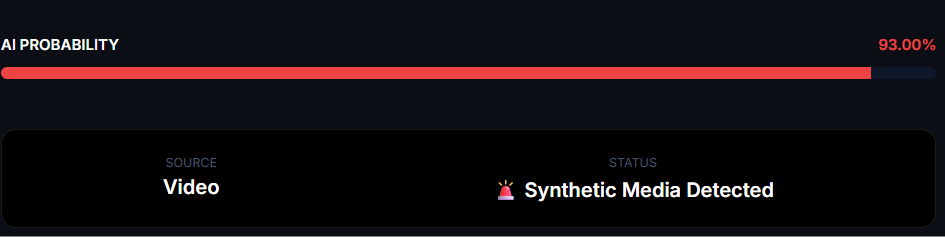 AI PROBABILITY 93.00%
SOURCE STATUS
Video 🚨 Synthetic Media Detected